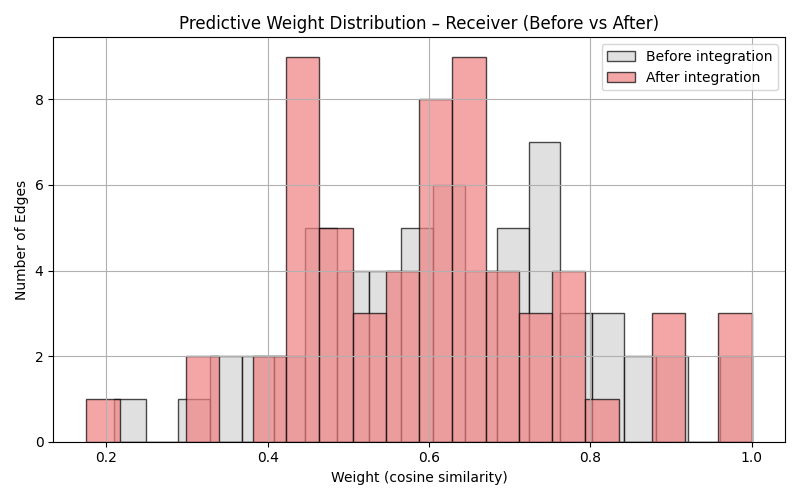 Predictive Weight Distribution – Receiver (Before vs After)
Before integration
After integration
Number of Edges
8
6
4
2
0
0.2 0.4 0.6 0.8 1.0
Weight (cosine similarity)